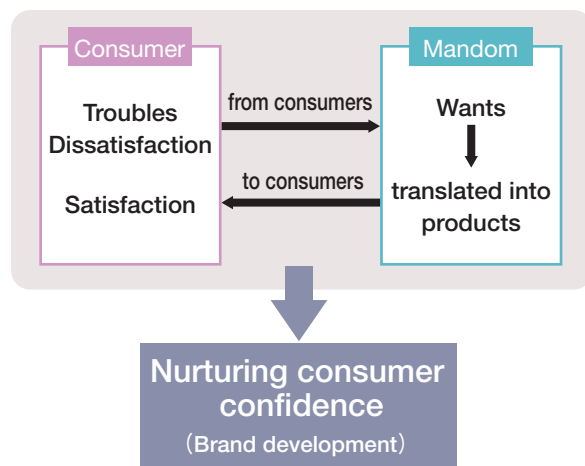 Consumer
Troubles
Dissatisfaction
Satisfaction
from consumers
to consumers
Mandom
Wants
translated into
products
Nurturing consumer
confidence
(Brand development)